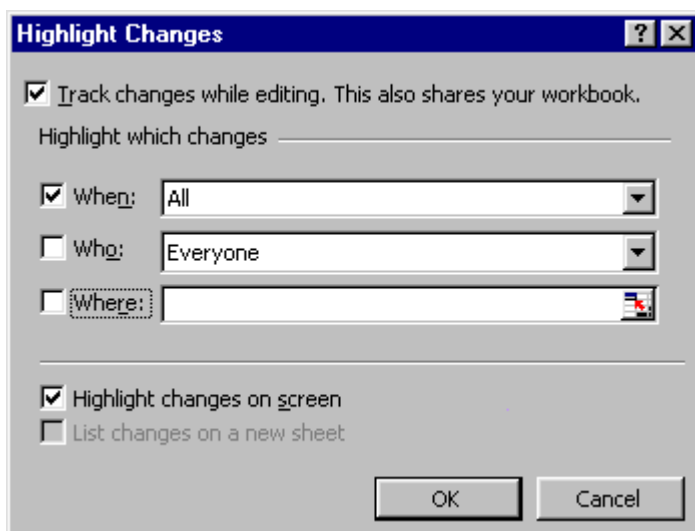 Highlight Changes
Track changes while editing. This also shares your workbook.
Highlight which changes
When: All
Who: Everyone
Where:
Highlight changes on screen
List changes on a new sheet
OK Cancel